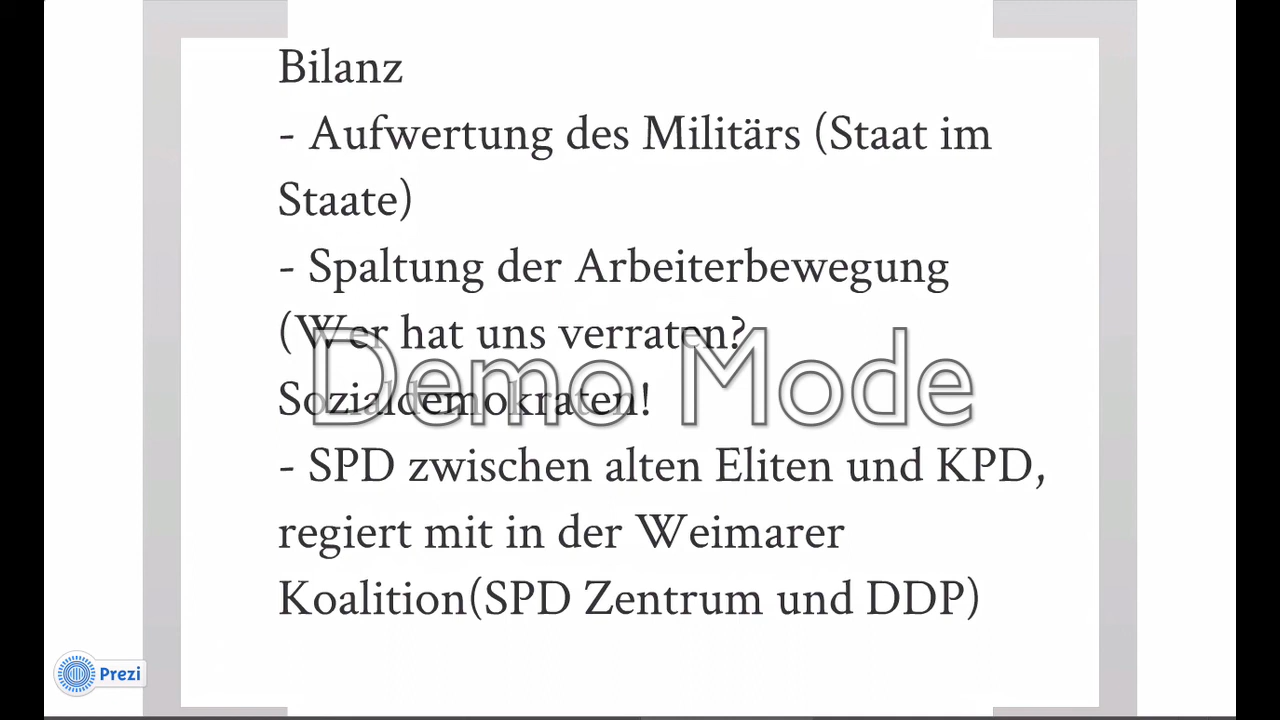 Bilanz
- Aufwertung des Militärs (Staat im
Staate)
- Spaltung der Arbeiterbewegung
(Wer hat uns verraten?
Sozialdemokraten!
Demo Mode
- SPD zwischen alten Eliten und KPD,
regiert mit in der Weimarer
Koalition(SPD Zentrum und DDP)
Prezi